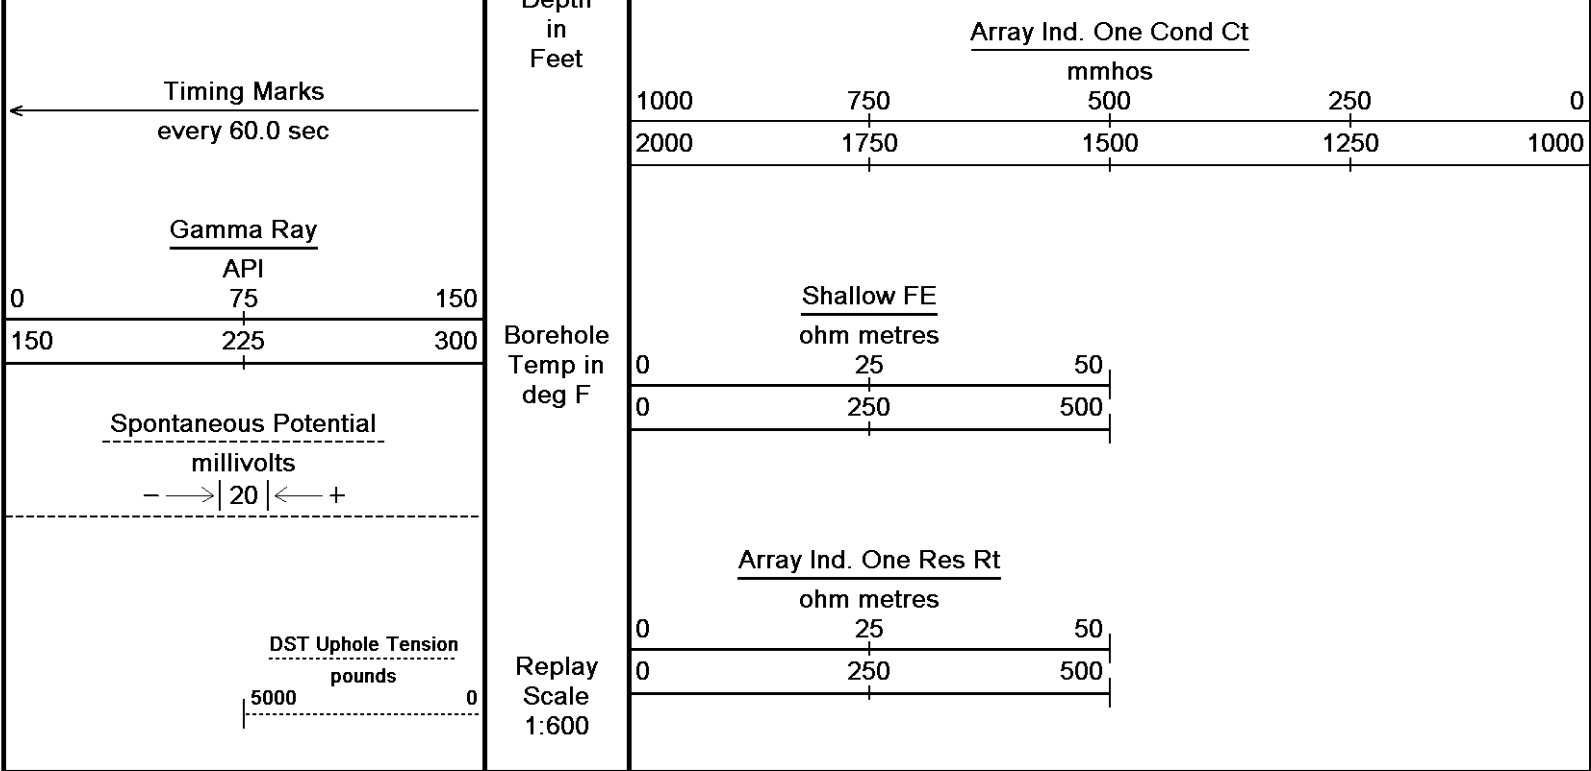 Timing Marks
every 60.0 sec
Gamma Ray
API
0 75 150
150 225 300
Spontaneous Potential
millivolts
− 20 +
DST Uphole Tension
pounds
5000 0
Depth
in
Feet
Borehole
Temp in
deg F
Replay
Scale
1:600
Array Ind. One Cond Ct
mmhos
1000 750 500 250 0
2000 1750 1500 1250 1000
Shallow FE
ohm metres
0 25 50
0 250 500
Array Ind. One Res Rt
ohm metres
0 25 50
0 250 500